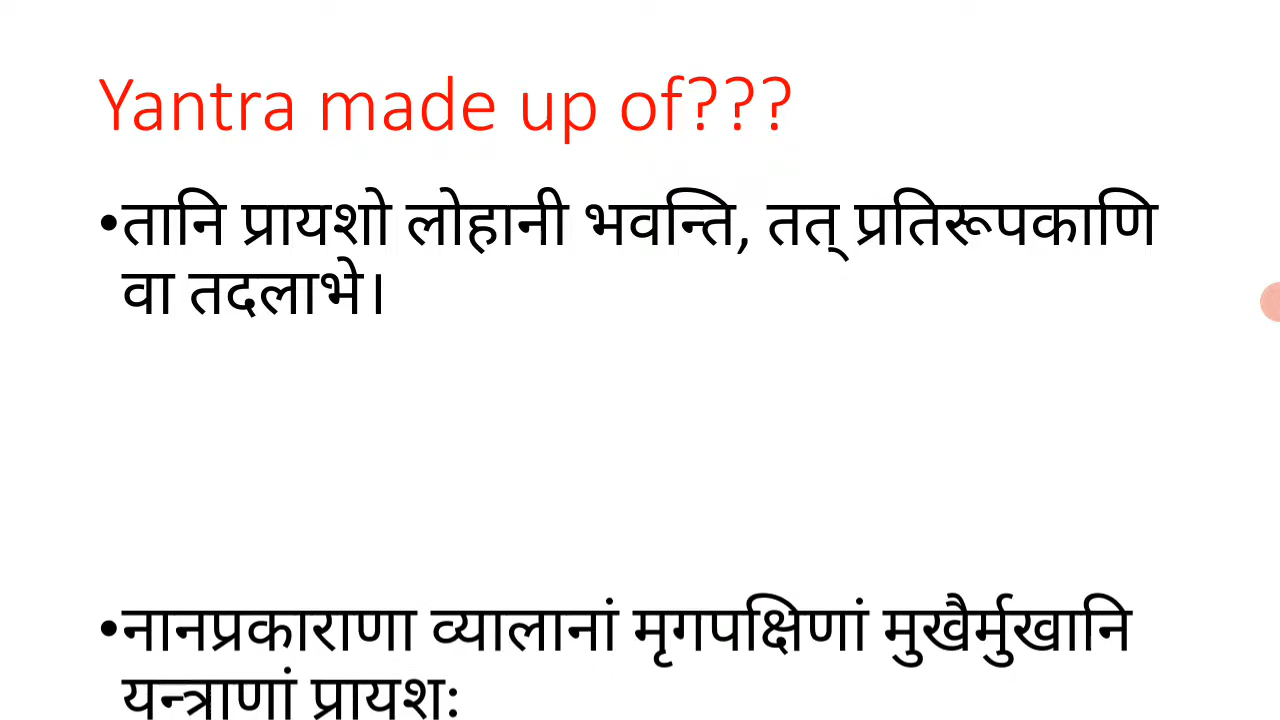 Yantra made up of???
•तानि प्रायशो लोहानी भवन्ति, तत् प्रतिरूपकाणि
वा तदलाभे।
•नानप्रकाराणा व्यालानां मृगपक्षिणां मुखैर्मुखानि
यन्त्राणां प्रायशः